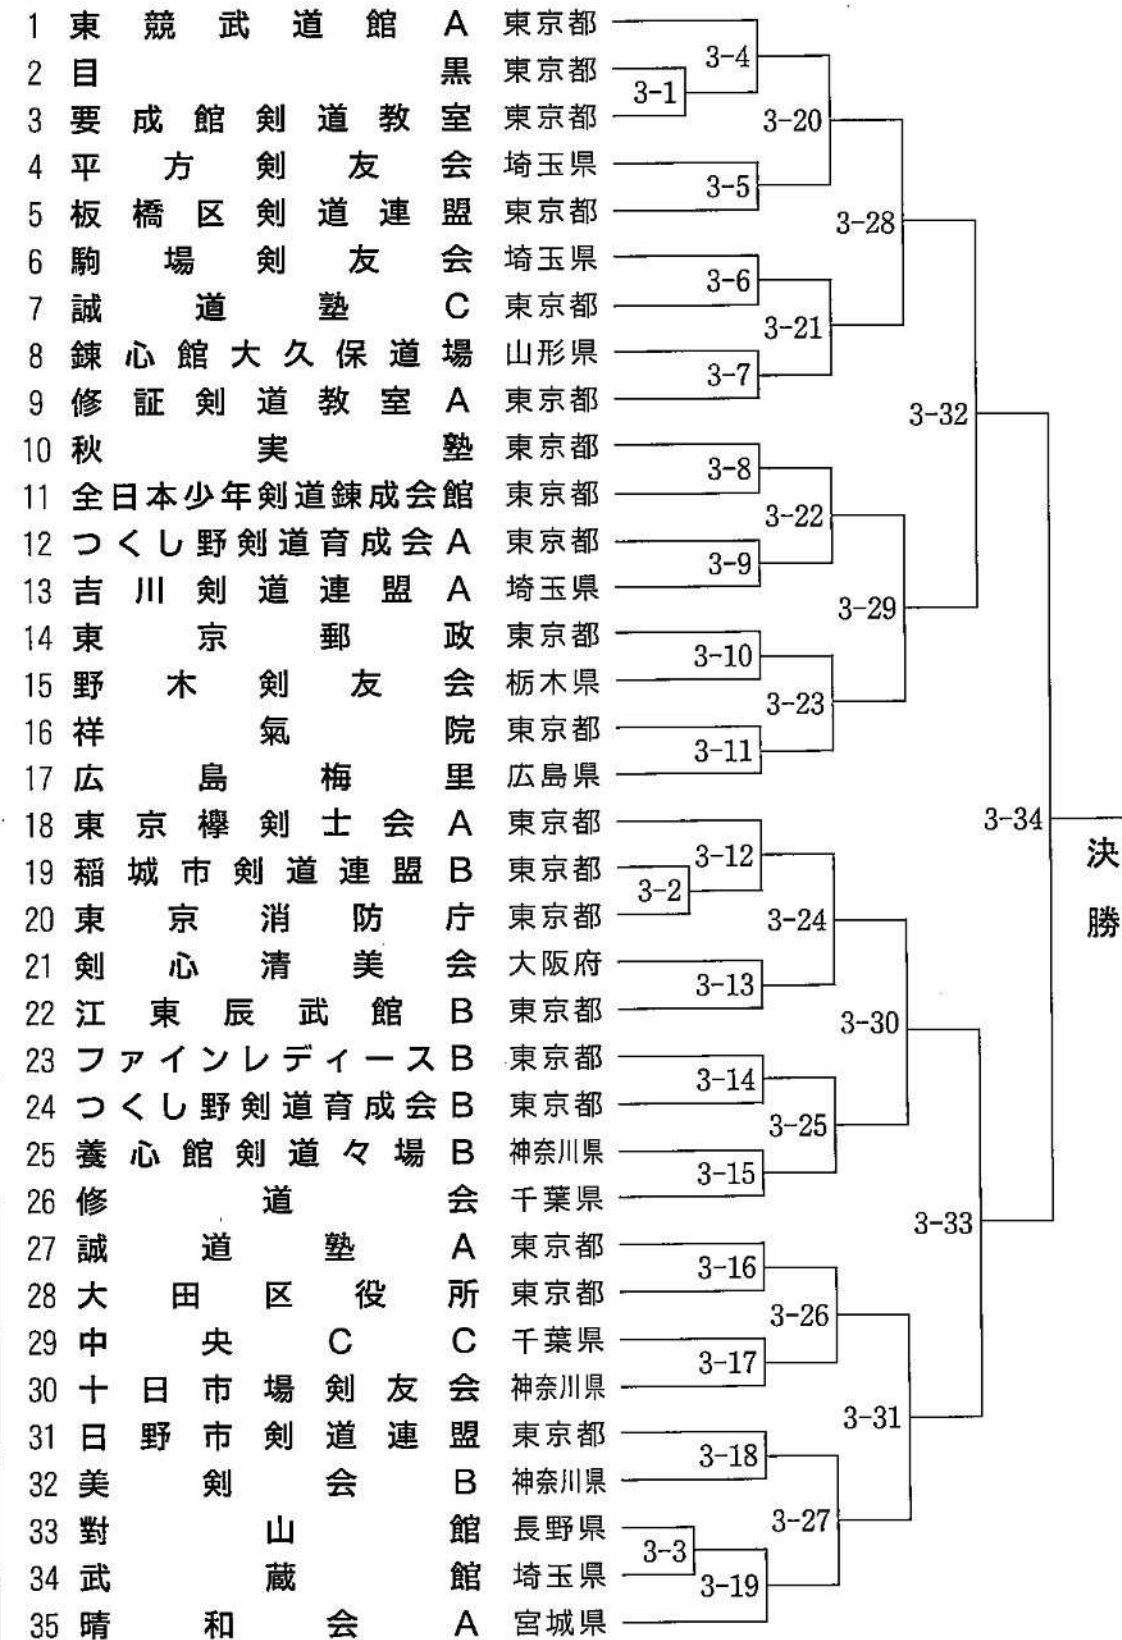 1 東競武道館A 東京都
2 目黒 東京都
3 要成館剣道教室 東京都
4 平方剣友会 埼玉県
5 板橋区剣道連盟 東京都
6 駒場剣友会 埼玉県
7 誠道塾C 東京都
8 錬心館大久保道場 山形県
9 修証剣道教室A 東京都
10 秋実塾 東京都
11 全日本少年剣道錬成会館 東京都
12 つくし野剣道育成会A 東京都
13 吉川剣道連盟A 埼玉県
14 東京郵政 東京都
15 野木剣友会 栃木県
16 祥氣院 東京都
17 広島梅里 広島県
18 東京欅剣士会A 東京都
19 稲城市剣道連盟B 東京都
20 東京消防庁 東京都
21 剣心清美会 大阪府
22 江東辰武館B 東京都
23 ファインレディースB 東京都
24 つくし野剣道育成会B 東京都
25 養心館剣道々場B 神奈川県
26 修道会 千葉県
27 誠道塾A 東京都
28 大田区役所 東京都
29 中央CC 千葉県
30 十日市場剣友会 神奈川県
31 日野市剣道連盟 東京都
32 美剣会B 神奈川県
33 對山館 長野県
34 武蔵館 埼玉県
35 晴和会A 宮城県
3-1
3-2
3-3
3-4
3-5
3-6
3-7
3-8
3-9
3-10
3-11
3-12
3-13
3-14
3-15
3-16
3-17
3-18
3-19
3-20
3-21
3-22
3-23
3-24
3-25
3-26
3-27
3-28
3-29
3-30
3-31
3-32
3-33
3-34
決勝